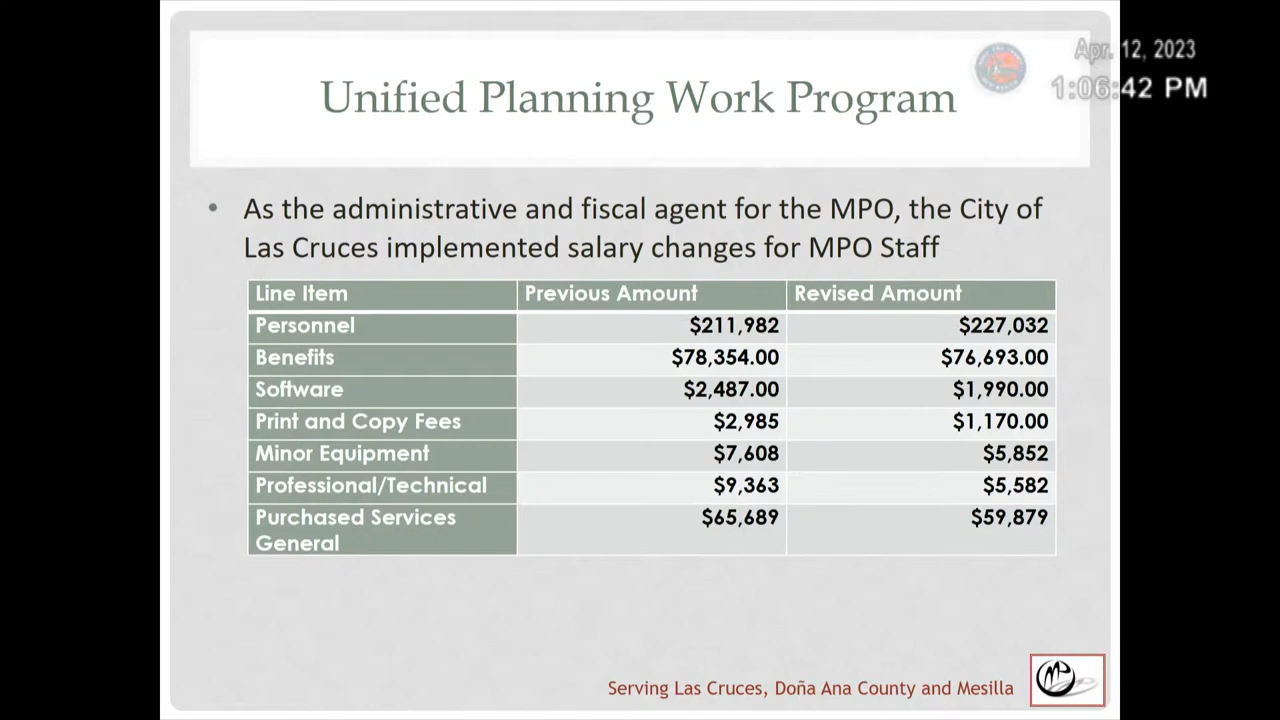 Unified Planning Work Program
Apr. 12, 2023
1:06:42 PM
• As the administrative and fiscal agent for the MPO, the City of
Las Cruces implemented salary changes for MPO Staff
Line Item Previous Amount Revised Amount
Personnel $211,982 $227,032
Benefits $78,354.00 $76,693.00
Software $2,487.00 $1,990.00
Print and Copy Fees $2,985 $1,170.00
Minor Equipment $7,608 $5,852
Professional/Technical $9,363 $5,582
Purchased Services $65,689 $59,879
General
Serving Las Cruces, Doña Ana County and Mesilla